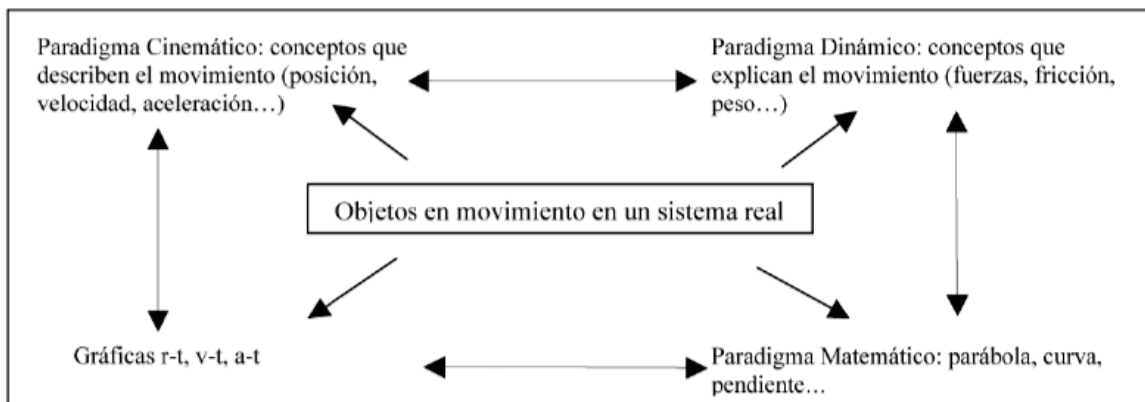 Paradigma Cinemático: conceptos que
describen el movimiento (posición,
velocidad, aceleración…)
Paradigma Dinámico: conceptos que
explican el movimiento (fuerzas, fricción,
peso…)
Objetos en movimiento en un sistema real
Gráficas r-t, v-t, a-t
Paradigma Matemático: parábola, curva,
pendiente…